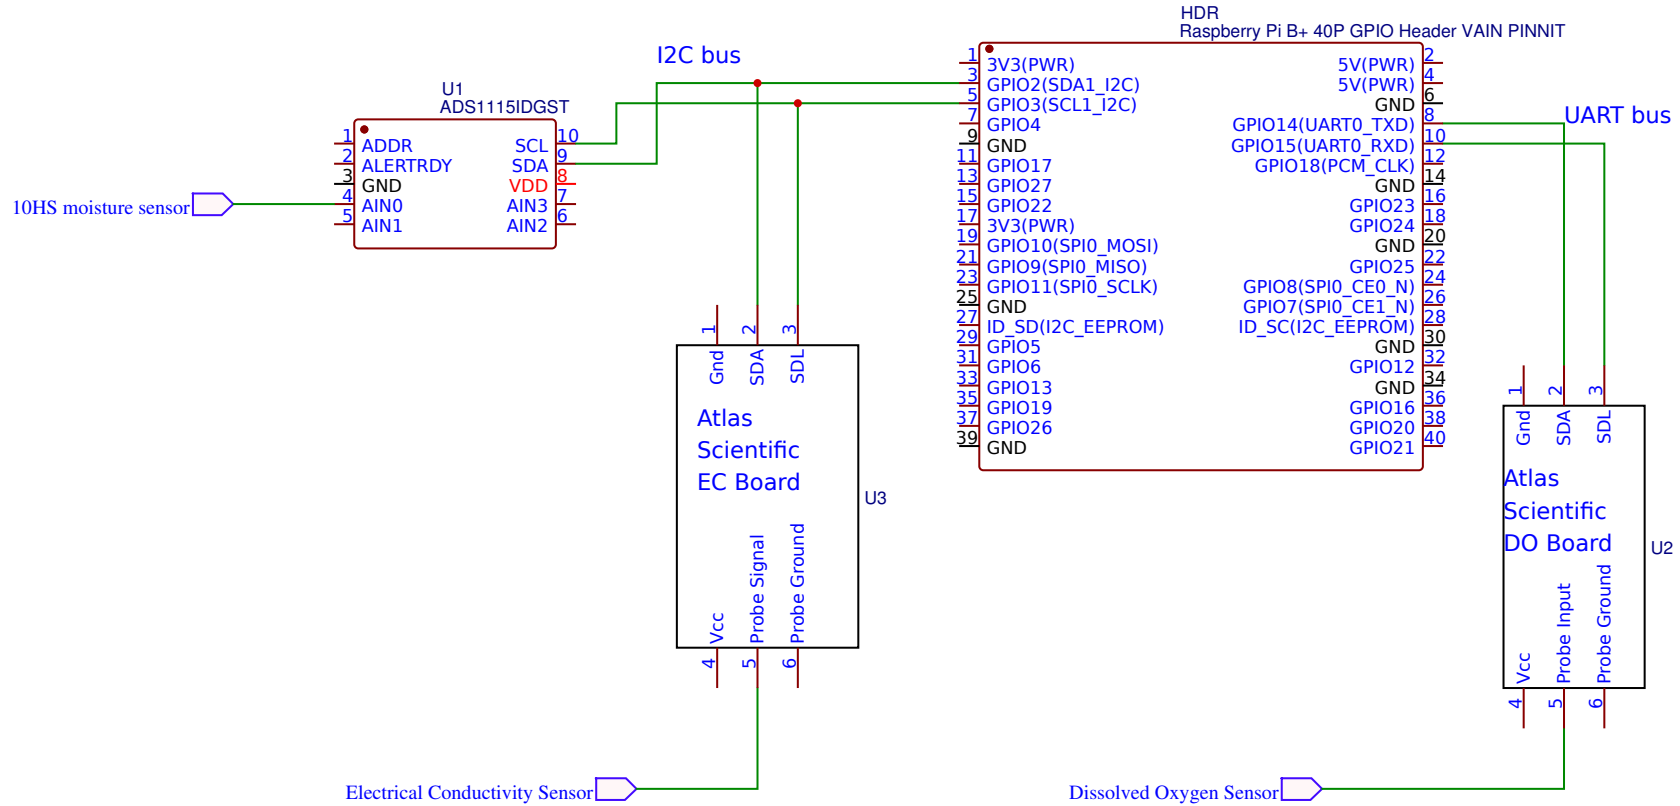 HDR
Raspberry Pi B+ 40P GPIO Header VAIN PINNIT
I2C bus
UART bus
U1
ADS1115IDGST
1 ADDR
2 ALERTRDY
3 GND
4 AIN0
5 AIN1
SCL 10
SDA 9
VDD 8
AIN3 7
AIN2 6
10HS moisture sensor
1 3V3(PWR)
3 GPIO2(SDA1_I2C)
5 GPIO3(SCL1_I2C)
7 GPIO4
9 GND
11 GPIO17
13 GPIO27
15 GPIO22
17 3V3(PWR)
19 GPIO10(SPI0_MOSI)
21 GPIO9(SPI0_MISO)
23 GPIO11(SPI0_SCLK)
25 GND
27 ID_SD(I2C_EEPROM)
29 GPIO5
31 GPIO6
33 GPIO13
35 GPIO19
37 GPIO26
39 GND
5V(PWR) 2
5V(PWR) 4
GND 6
GPIO14(UART0_TXD) 8
GPIO15(UART0_RXD) 10
GPIO18(PCM_CLK) 12
GND 14
GPIO23 16
GPIO24 18
GND 20
GPIO25 22
GPIO8(SPI0_CE0_N) 24
GPIO7(SPI0_CE1_N) 26
ID_SC(I2C_EEPROM) 28
GND 30
GPIO12 32
GND 34
GPIO16 36
GPIO20 38
GPIO21 40
1 Gnd
2 SDA
3 SDL
Atlas
Scientific
EC Board
U3
4 Vcc
5 Probe Signal
6 Probe Ground
Electrical Conductivity Sensor
1 Gnd
2 SDA
3 SDL
Atlas
Scientific
DO Board
U2
4 Vcc
5 Probe Input
6 Probe Ground
Dissolved Oxygen Sensor